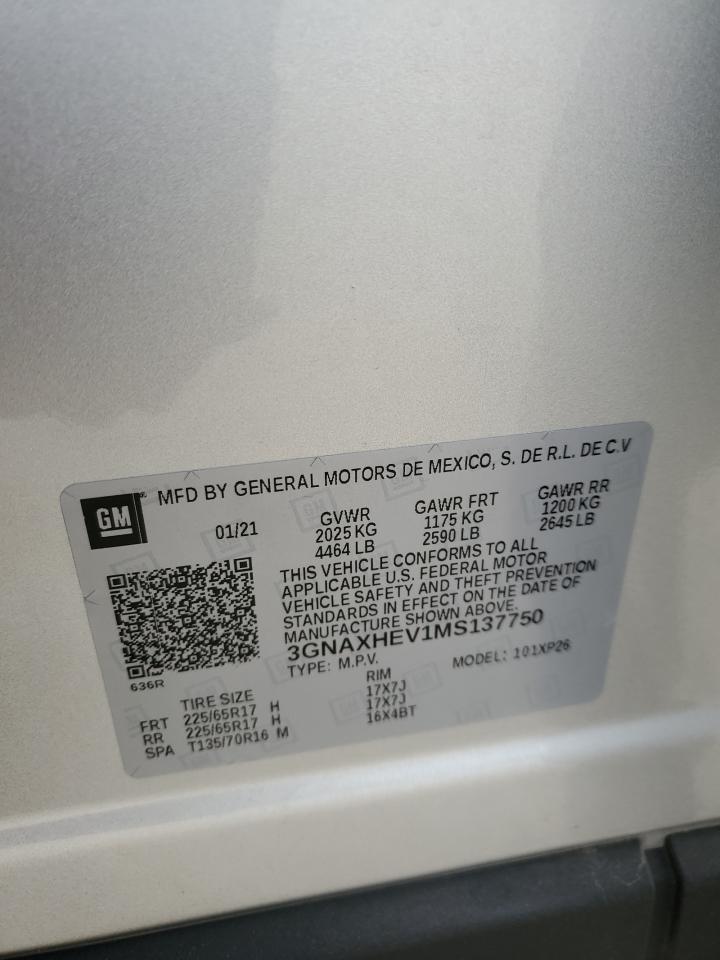 GM
MFD BY GENERAL MOTORS DE MEXICO, S. DE R.L. DE C.V
01/21
GVWR
2025 KG
4464 LB
GAWR FRT
1175 KG
2590 LB
GAWR RR
1200 KG
2645 LB
THIS VEHICLE CONFORMS TO ALL
APPLICABLE U.S. FEDERAL MOTOR
VEHICLE SAFETY AND THEFT PREVENTION
STANDARDS IN EFFECT ON THE DATE OF
MANUFACTURE SHOWN ABOVE.
3GNAXHEV1MS137750
TYPE: M.P.V. MODEL: 101XP26
636R
TIRE SIZE RIM
FRT 225/65R17 H 17X7J
RR 225/65R17 H 17X7J
SPA T135/70R16 M 16X4BT